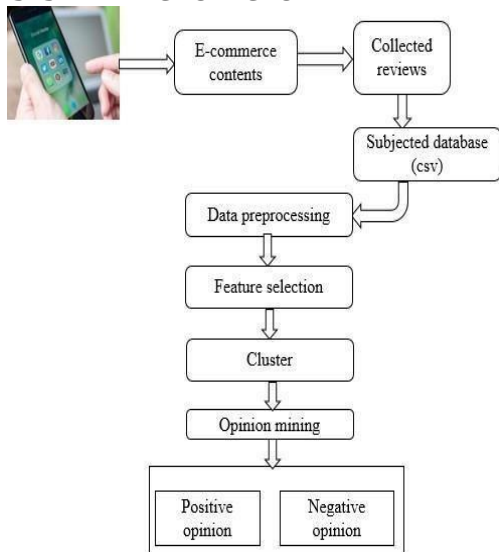 E-commerce
contents
Collected
reviews
Subjected database
(csv)
Data preprocessing
Feature selection
Cluster
Opinion mining
Positive
opinion
Negative
opinion